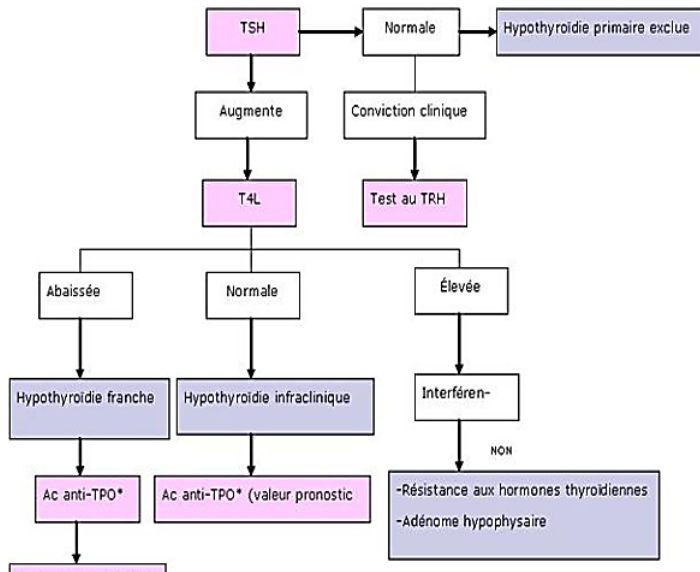 TSH
Normale
Hypothyroïdie primaire exclue
Augmente
Conviction clinique
T4L
Test au TRH
Abaissée
Normale
Élevée
Hypothyroïdie franche
Hypothyroïdie infraclinique
Interféren-
NON
Ac anti-TPO*
Ac anti-TPO* (valeur pronostic
-Résistance aux hormones thyroïdiennes
-Adénome hypophysaire